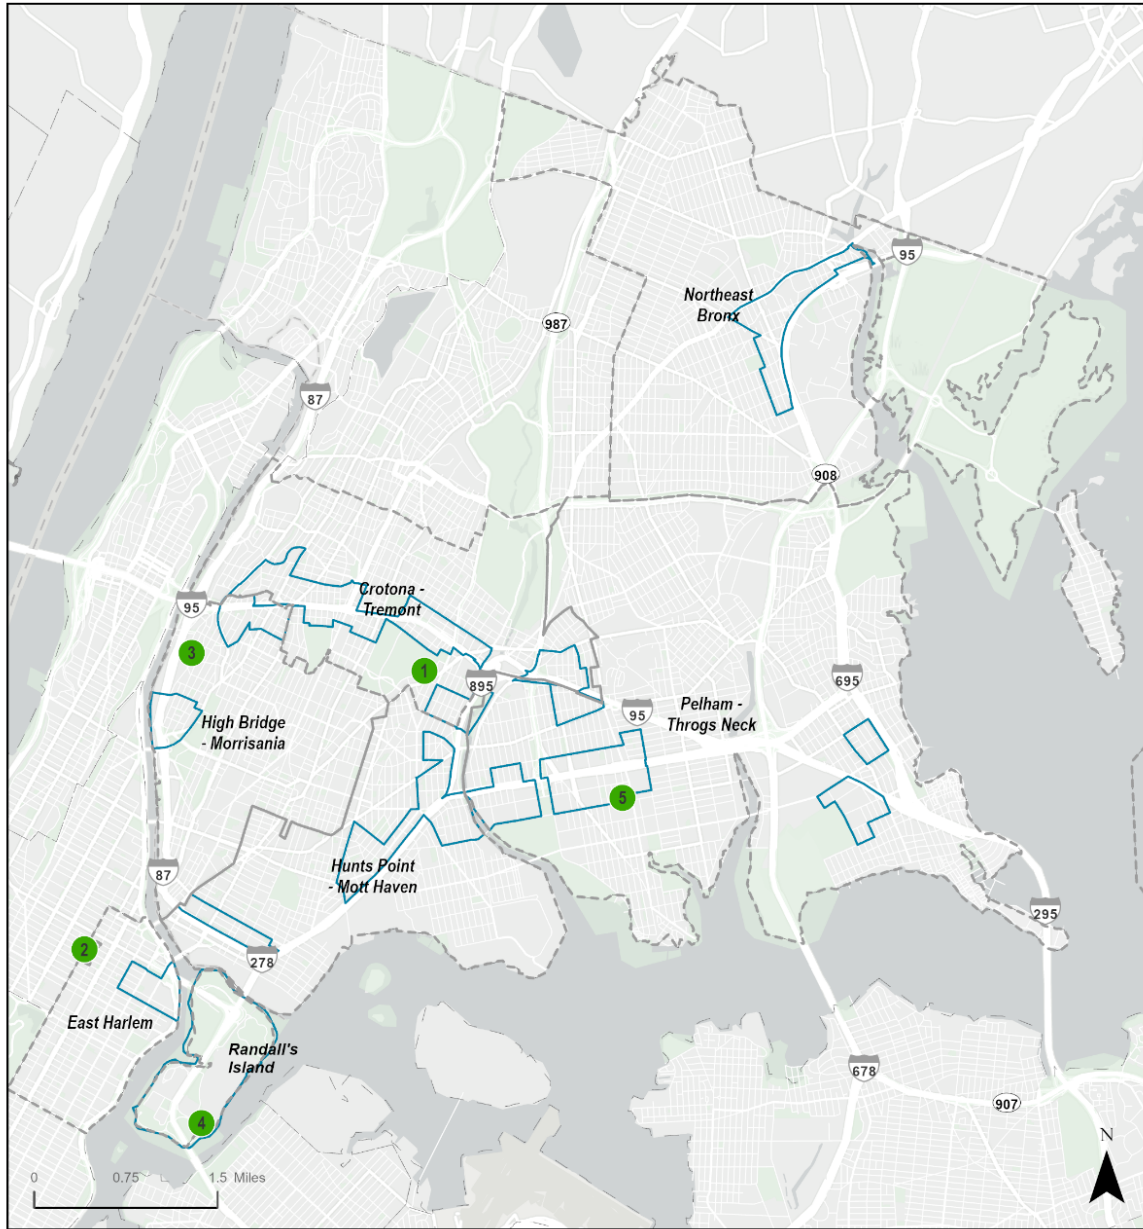 95
Northeast
Bronx
987
87
908
Crotona -
Tremont
95
3
1
895
695
High Bridge
- Morrisania
Pelham -
Throgs Neck
95
5
Hunts Point
- Mott Haven
87
295
2
278
East Harlem
Randall's
Island
678
907
4
N
0
0.75
1.5 Miles